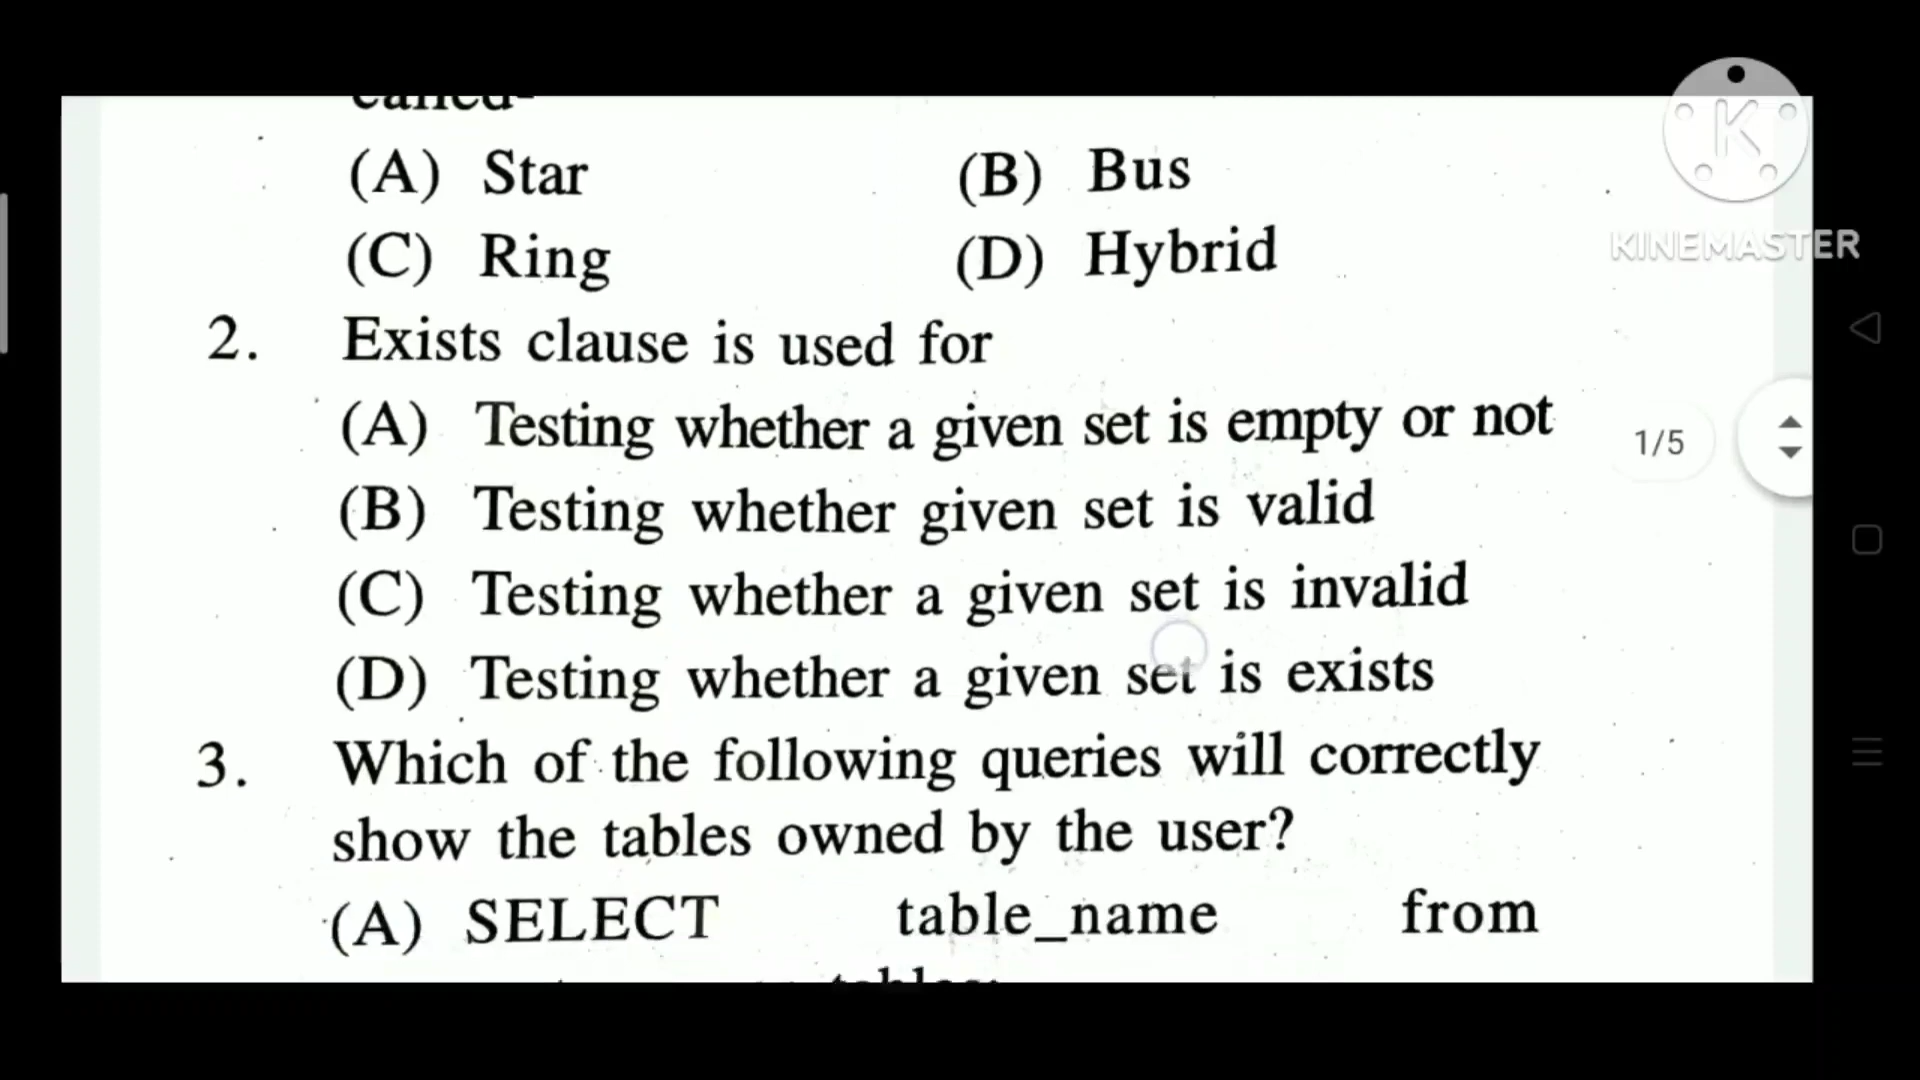 called-
(A) Star (B) Bus
(C) Ring (D) Hybrid
2. Exists clause is used for
(A) Testing whether a given set is empty or not
(B) Testing whether given set is valid
(C) Testing whether a given set is invalid
(D) Testing whether a given set is exists
3. Which of the following queries will correctly
show the tables owned by the user?
(A) SELECT table_name from
K
KINEMASTER
1/5